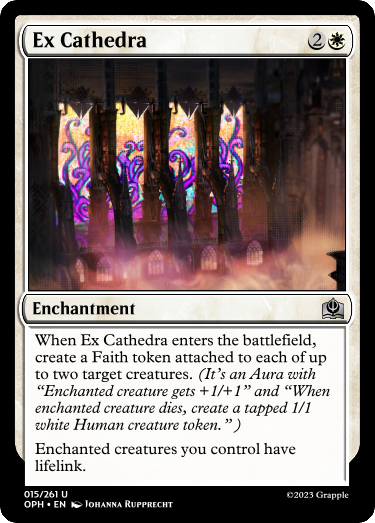 Ex Cathedra
2
Enchantment
When Ex Cathedra enters the battlefield,
create a Faith token attached to each of up
to two target creatures. (It's an Aura with
“Enchanted creature gets +1/+1” and “When
enchanted creature dies, create a tapped 1/1
white Human creature token.”)
Enchanted creatures you control have
lifelink.
015/261 U
OPH • EN Johanna Rupprecht
©2023 Grapple